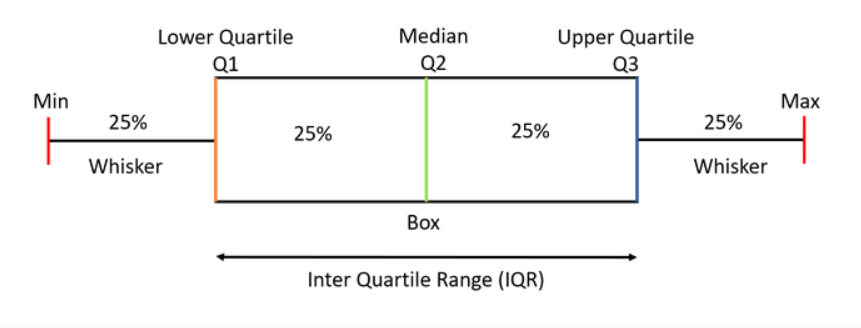 Lower Quartile
Q1
Median
Q2
Upper Quartile
Q3
Min
Max
25%
Whisker
25%
25%
25%
Whisker
Box
Inter Quartile Range (IQR)